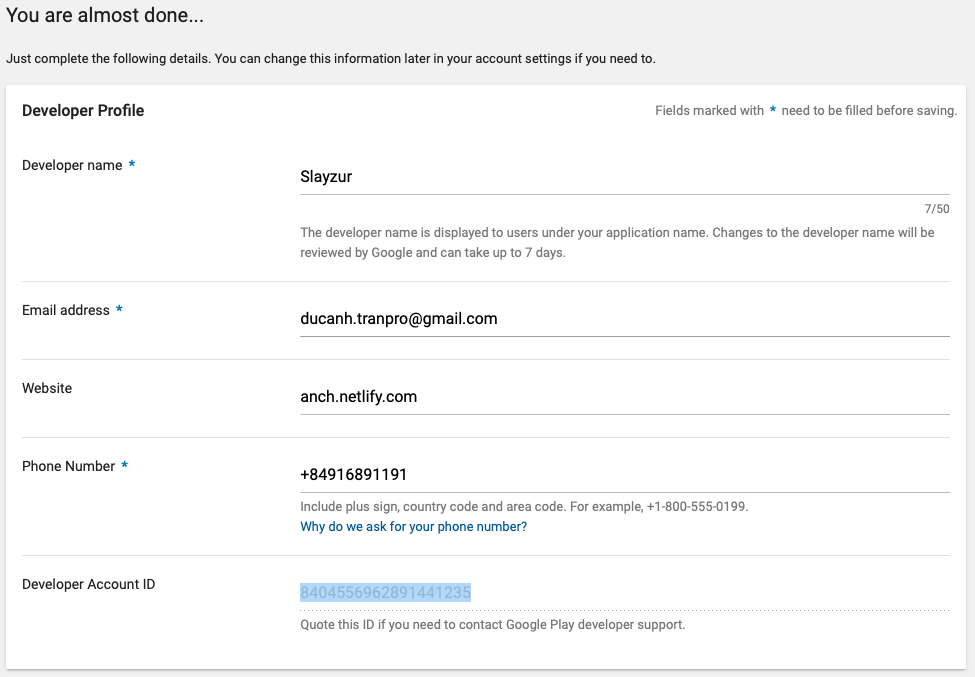 You are almost done...
Just complete the following details. You can change this information later in your account settings if you need to.
Developer Profile
Fields marked with * need to be filled before saving.
Developer name *
Slayzur
7/50
The developer name is displayed to users under your application name. Changes to the developer name will be
reviewed by Google and can take up to 7 days.
Email address *
ducanh.tranpro@gmail.com
Website
anch.netlify.com
Phone Number *
+84916891191
Include plus sign, country code and area code. For example, +1-800-555-0199.
Why do we ask for your phone number?
Developer Account ID
8404556962891441235
Quote this ID if you need to contact Google Play developer support.